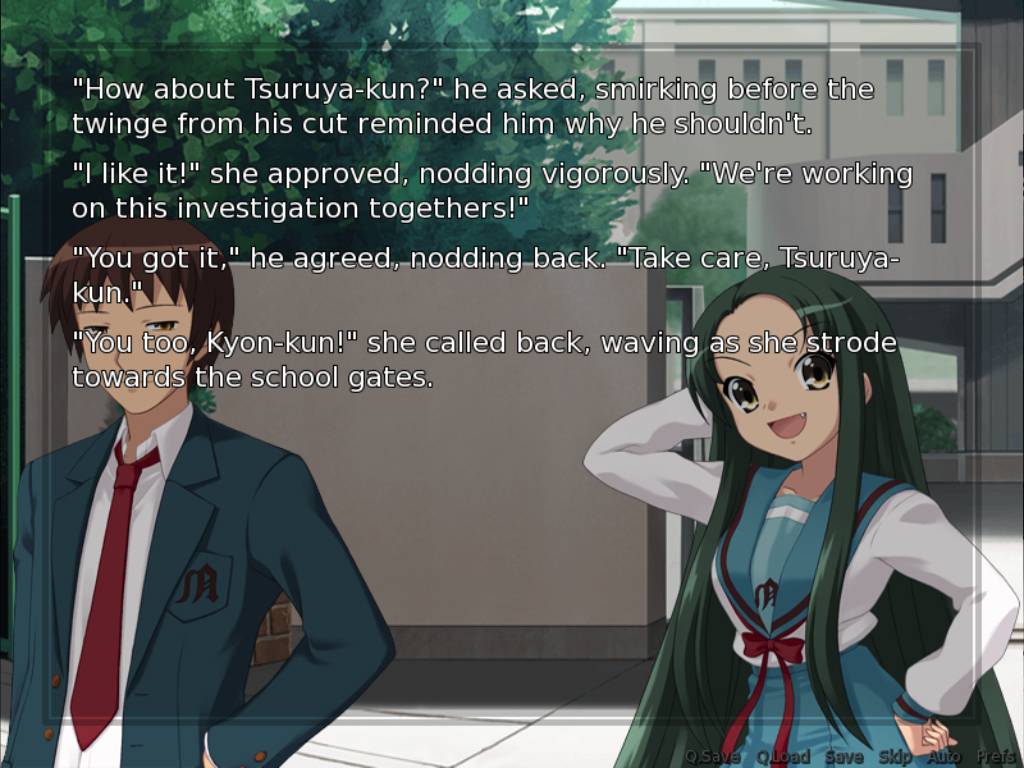 "How about Tsuruya-kun?" he asked, smirking before the
twinge from his cut reminded him why he shouldn't.
"I like it!" she approved, nodding vigorously. "We're working
on this investigation togethers!"
"You got it," he agreed, nodding back. "Take care, Tsuruya-
kun."
"You too, Kyon-kun!" she called back, waving as she strode
towards the school gates.
Q.Save Q.Load Save Skip Auto Prefs